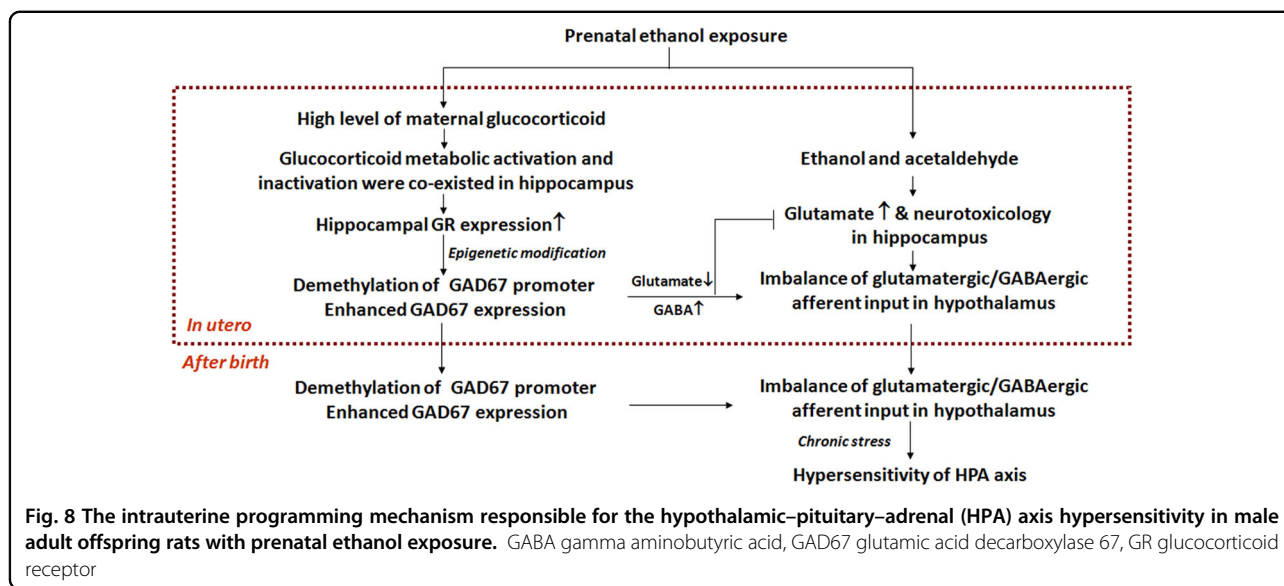 Prenatal ethanol exposure
High level of maternal glucocorticoid
Glucocorticoid metabolic activation and
inactivation were co-existed in hippocampus
Hippocampal GR expression↑
Epigenetic modification
Demethylation of GAD67 promoter
Enhanced GAD67 expression
Glutamate↓
GABA↑
Ethanol and acetaldehyde
Glutamate ↑ & neurotoxicology
in hippocampus
Imbalance of glutamatergic/GABAergic
afferent input in hypothalamus
In utero
After birth
Demethylation of GAD67 promoter
Enhanced GAD67 expression
Imbalance of glutamatergic/GABAergic
afferent input in hypothalamus
Chronic stress
Hypersensitivity of HPA axis
Fig. 8 The intrauterine programming mechanism responsible for the hypothalamic–pituitary–adrenal (HPA) axis hypersensitivity in male
adult offspring rats with prenatal ethanol exposure. GABA gamma aminobutyric acid, GAD67 glutamic acid decarboxylase 67, GR glucocorticoid
receptor